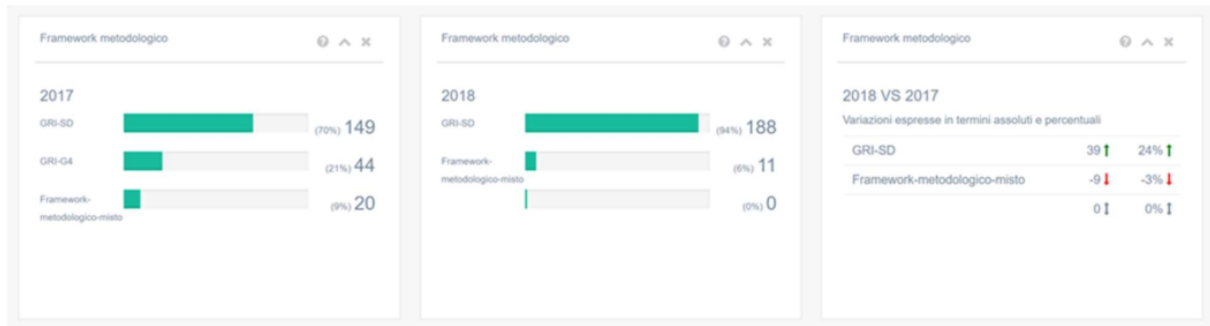 Framework metodologico
2017
GRI-SD (70%) 149
GRI-G4 (21%) 44
Framework- (9%) 20
metodologico-misto
Framework metodologico
2018
GRI-SD (94%) 188
Framework- (6%) 11
metodologico-misto
(0%) 0
Framework metodologico
2018 VS 2017
Variazioni espresse in termini assoluti e percentuali
GRI-SD 39 24%
Framework-metodologico-misto -9 -3%
0 0%